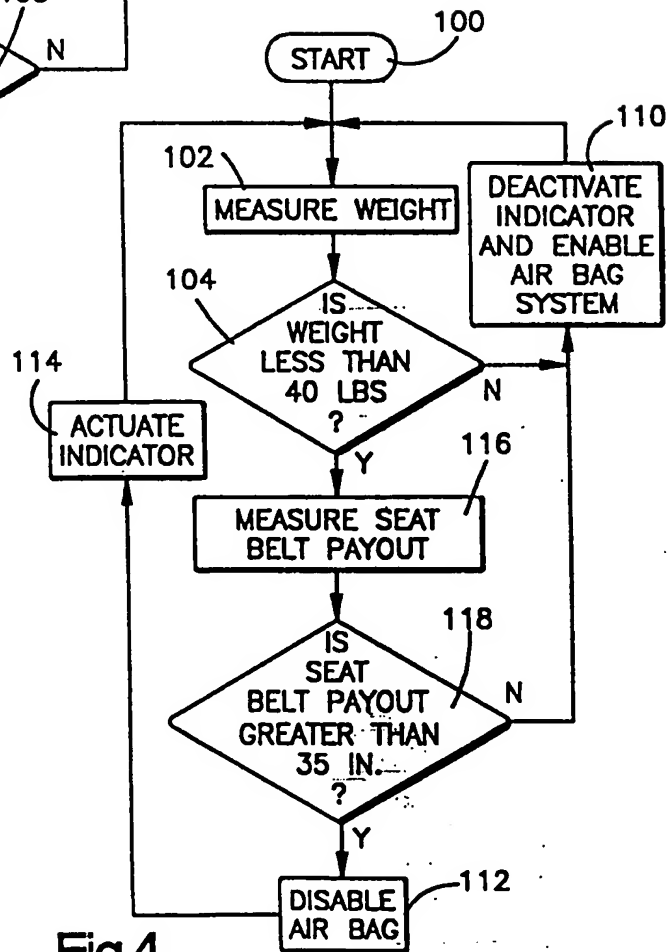 N
START
100
110
102
MEASURE WEIGHT
DEACTIVATE
INDICATOR
AND ENABLE
AIR BAG
SYSTEM
104
IS
WEIGHT
LESS THAN
40 LBS
?
N
Y
114
ACTUATE
INDICATOR
116
MEASURE SEAT
BELT PAYOUT
118
IS
SEAT
BELT PAYOUT
GREATER THAN
35 IN.
?
N
Y
DISABLE
AIR BAG
112
Fig.4